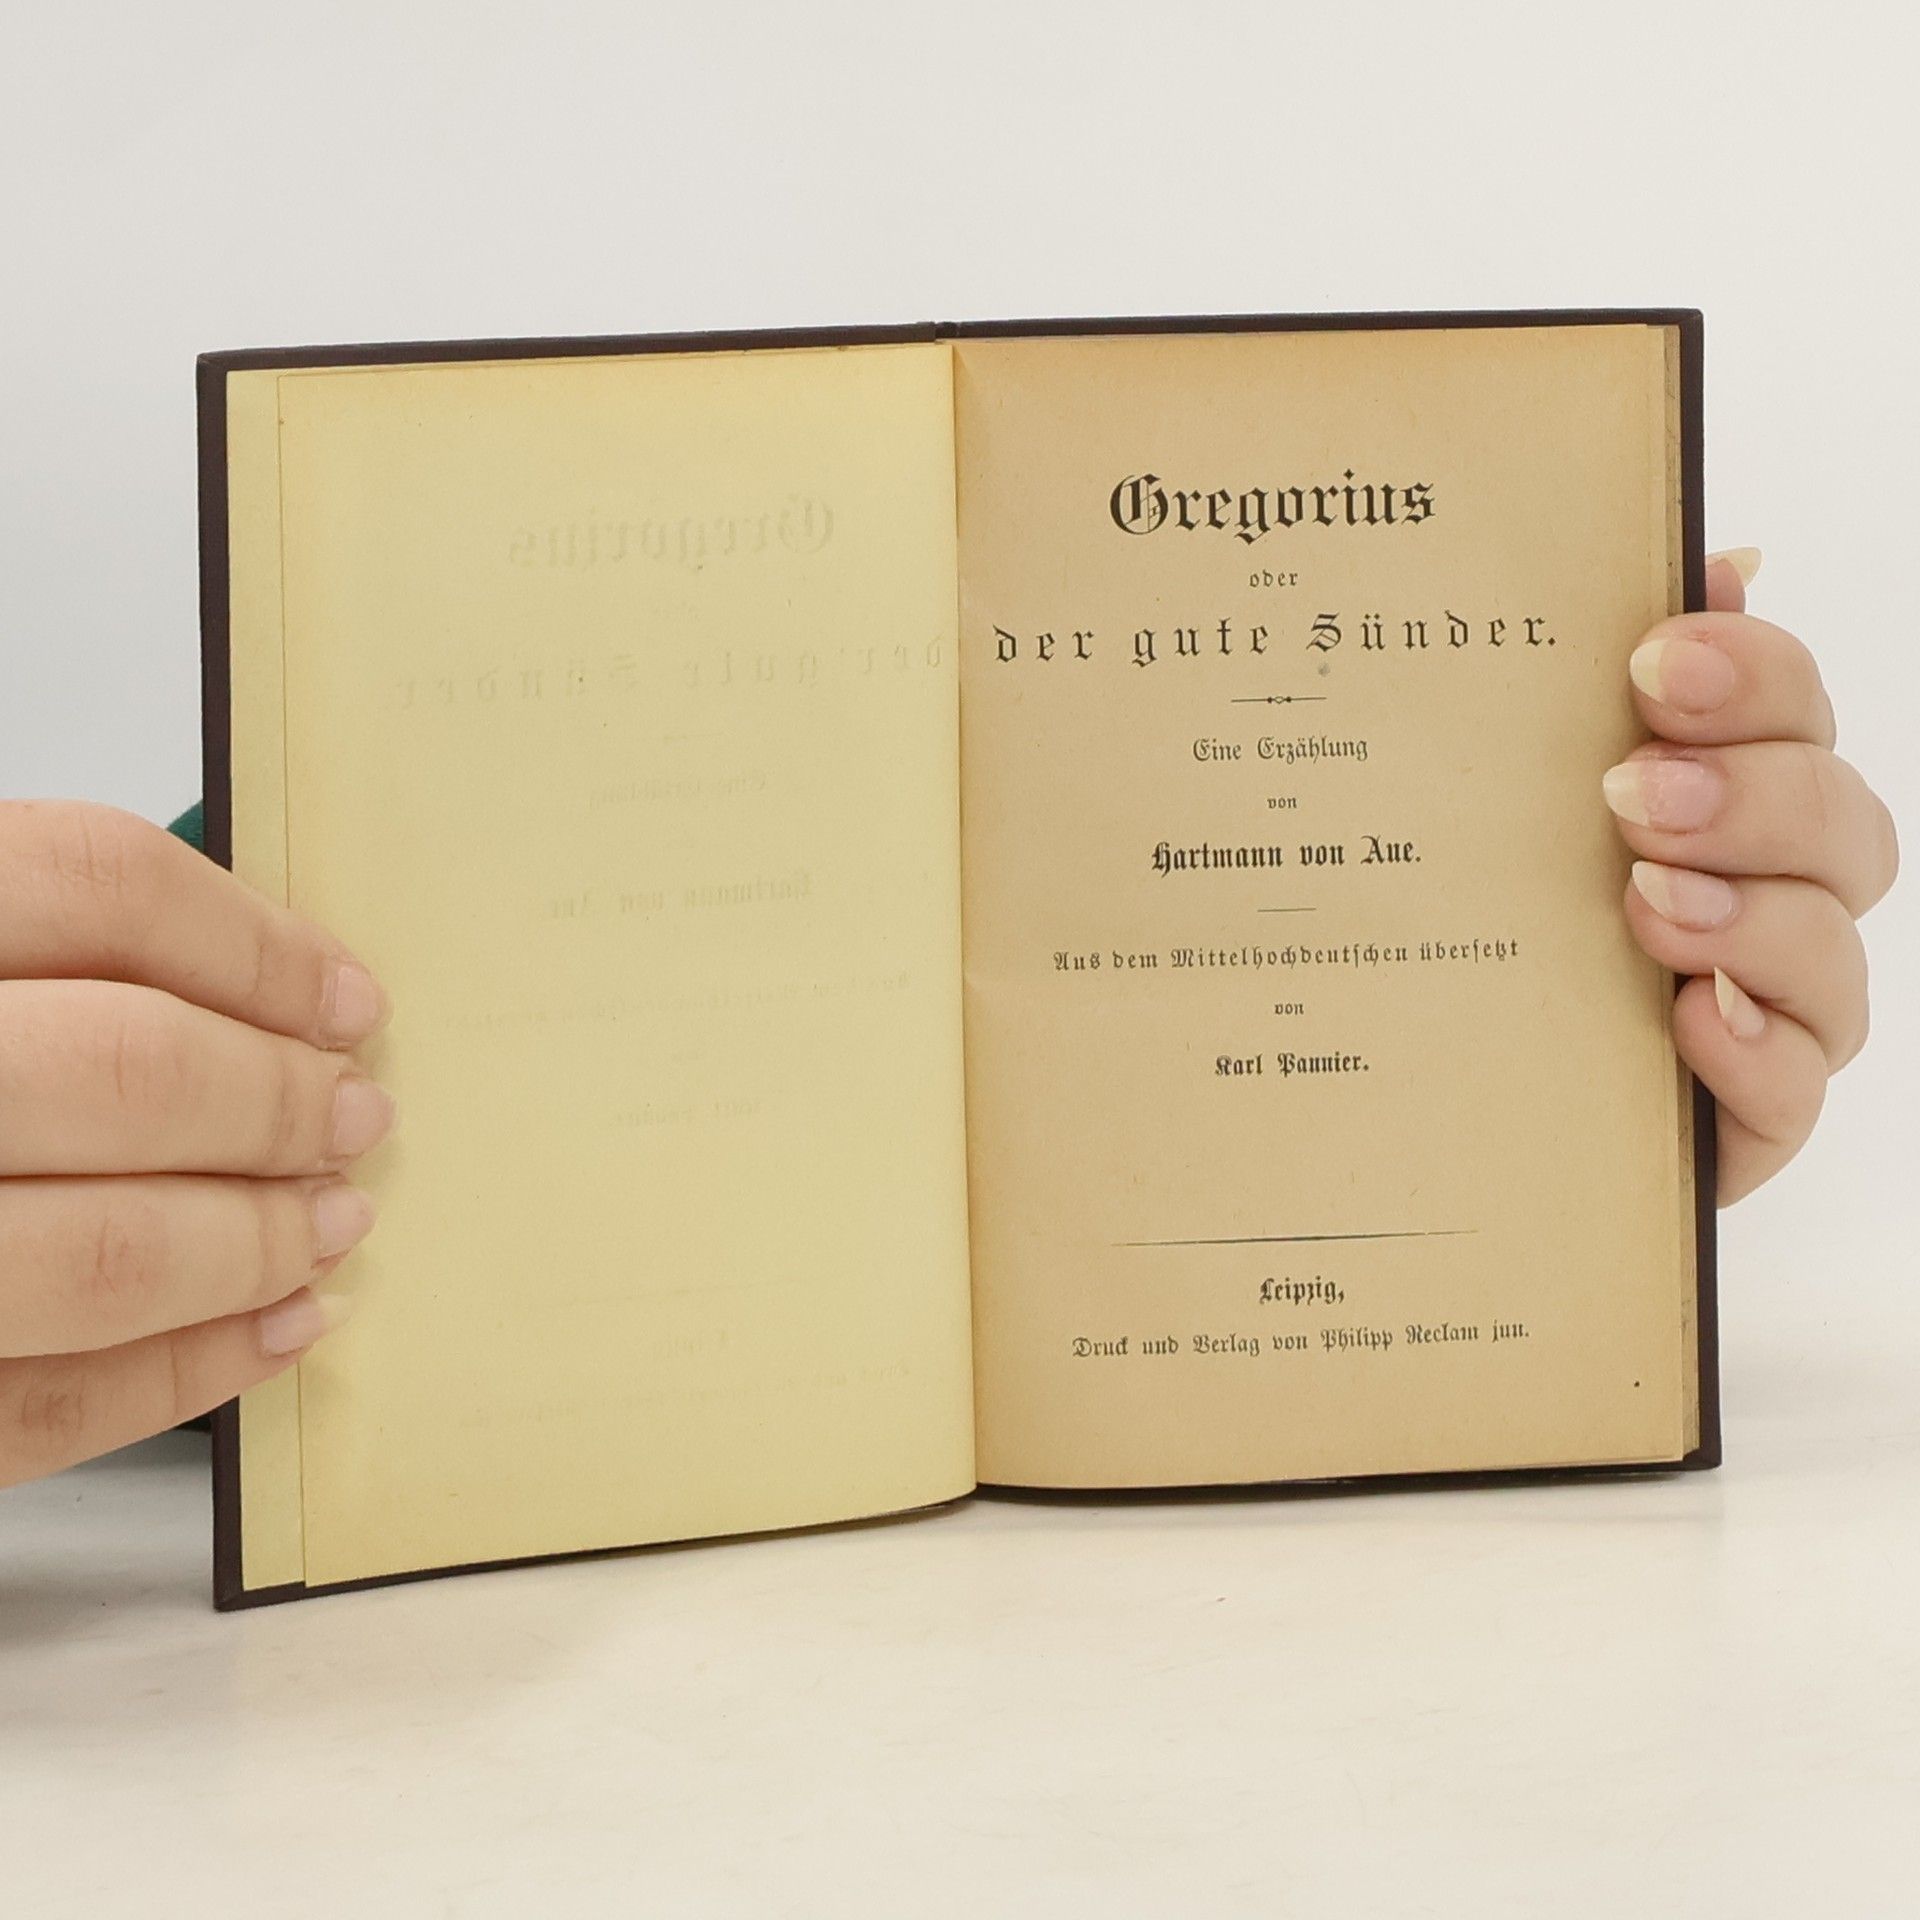 Gregorius
oder
der gute Sünder.
Eine Erzählung
von
Hartmann von Aue.
Aus dem Mittelhochdeutschen übersetzt
von
Karl Pannier.
Leipzig,
Druck und Verlag von Philipp Reclam jun.